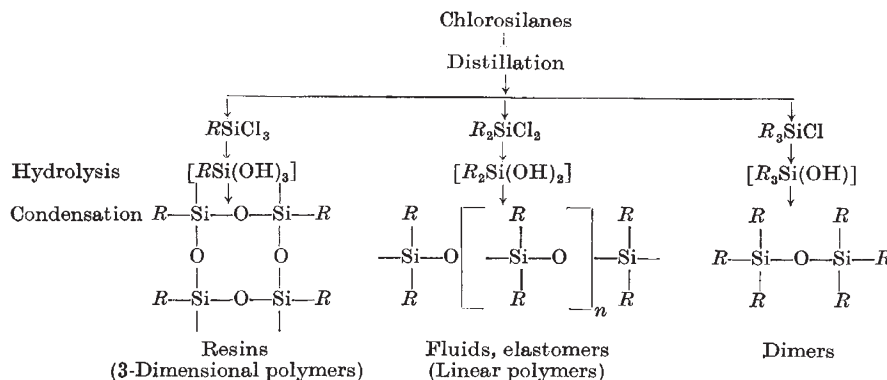 Chlorosilanes
Distillation
RSiCl₃ R₂SiCl₂ R₃SiCl
Hydrolysis [RSi(OH)₃] [R₂Si(OH)₂] [R₃Si(OH)]
R R R R R
Condensation R—Si—O—Si—R
O O —Si—O —Si—O —Si— R—Si—O—Si—R
R—Si—O—Si—R R R n R R R
Resins Fluids, elastomers Dimers
(3-Dimensional polymers) (Linear polymers)